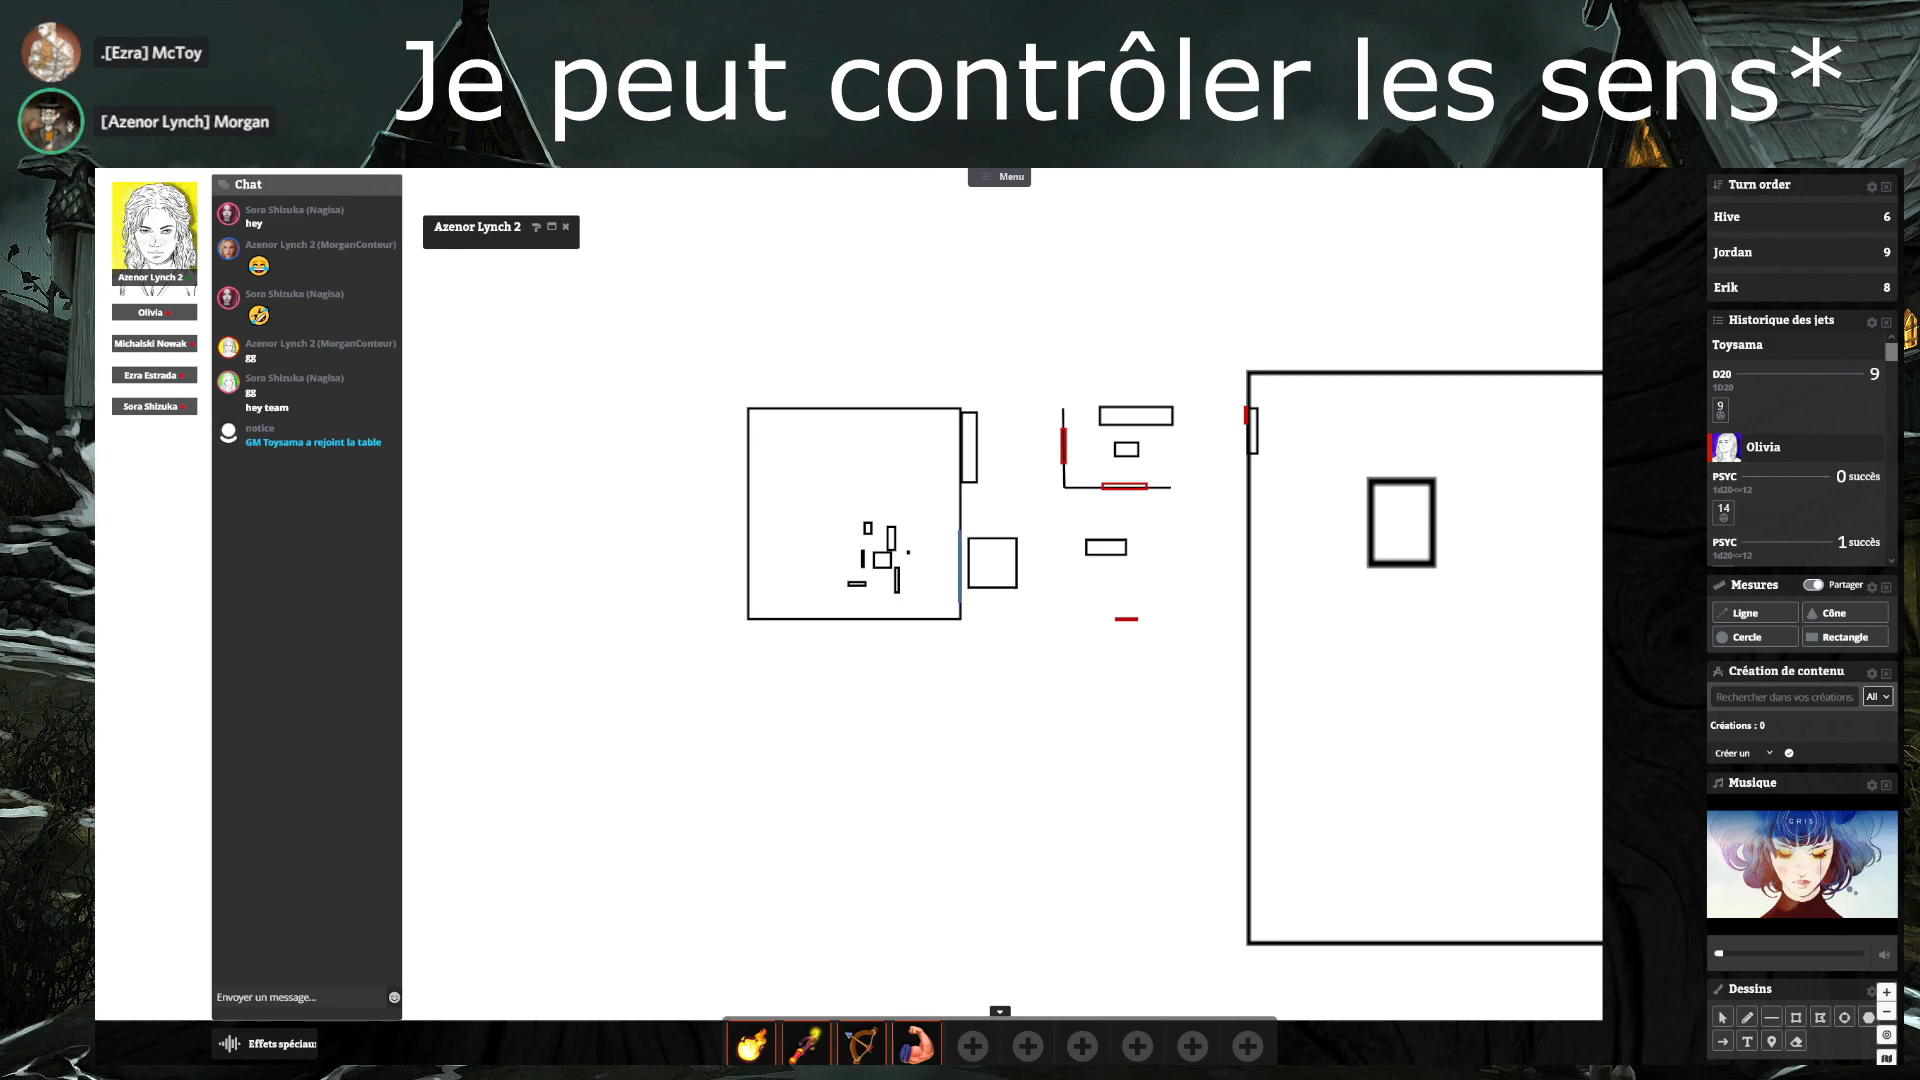 .[Ezra] McToy
Je peut contrôler les sens*
[Azenor Lynch] Morgan
Menu
Azenor Lynch 2
Olivia
Michalski Nowak
Ezra Estrada
Sora Shizuka
Chat
Sora Shizuka (Nagisa)
hey
Azenor Lynch 2 (MorganConteur)
Sora Shizuka (Nagisa)
Azenor Lynch 2 (MorganConteur)
gg
Sora Shizuka (Nagisa)
gg
hey team
notice
GM Toysama a rejoint la table
Envoyer un message...
Effets spéciau
Azenor Lynch 2
Turn order
Hive 6
Jordan 9
Erik 8
Historique des jets
Toysama
D20 9
1D20
9
Olivia
PSYC 0 succès
1d20<=12
14
PSYC 1 succès
1d20<=12
Mesures Partager
Ligne Cône
Cercle Rectangle
Création de contenu
Rechercher dans vos créations. All
Créations : 0
Créer un
Musique
GRIS
Dessins